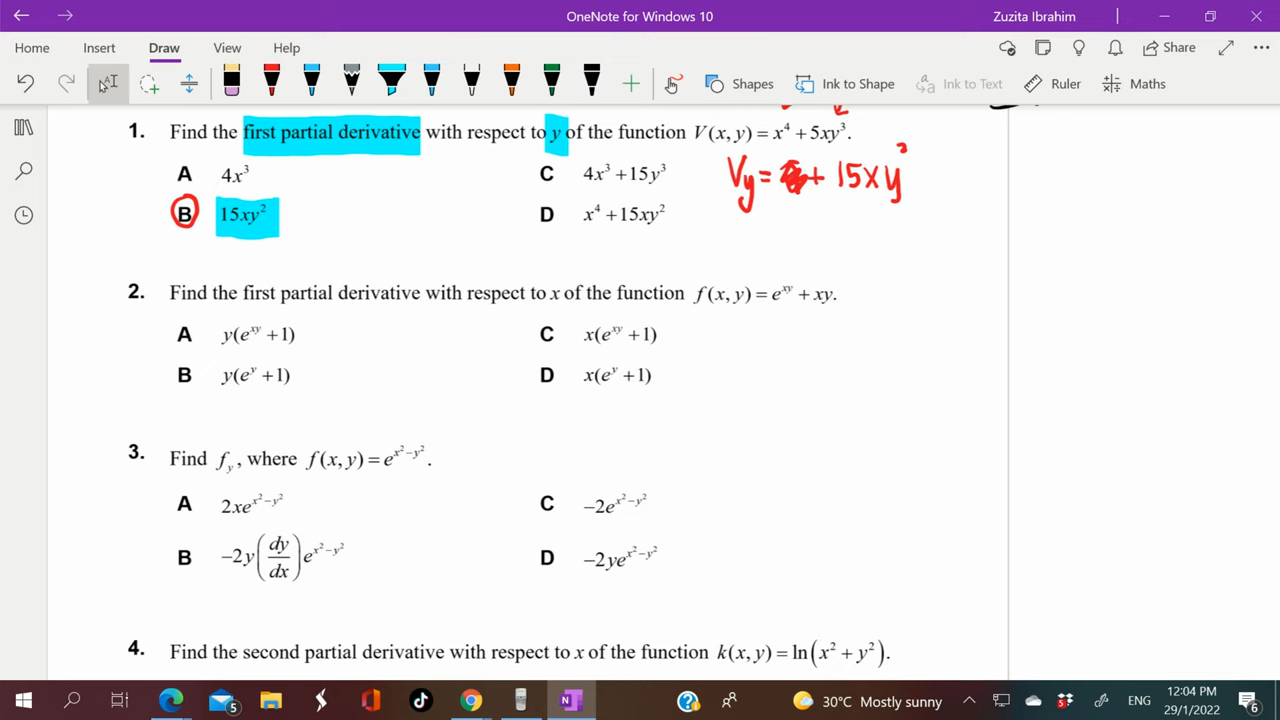 OneNote for Windows 10
Zuzita Ibrahim
Home Insert Draw View Help
Share
Shapes Ink to Shape Ink to Text Ruler Maths
1. Find the first partial derivative with respect to y of the function V(x, y) = x⁴ + 5xy³.
A 4x³
C 4x³ + 15y³
Vy = + 15xy²
B 15xy²
D x⁴ + 15xy²
2. Find the first partial derivative with respect to x of the function f(x, y) = e^{xy} + xy.
A y(e^{xy} + 1)
C x(e^{xy} + 1)
B y(e^y + 1)
D x(e^y + 1)
3. Find f_y, where f(x, y) = e^{x²−y²}.
A 2xe^{x²−y²}
C −2e^{x²−y²}
B −2y(dy/dx)e^{x²−y²}
D −2ye^{x²−y²}
4. Find the second partial derivative with respect to x of the function k(x, y) = ln(x² + y²).
5
5
30°C Mostly sunny
ENG
12:04 PM
29/1/2022
6